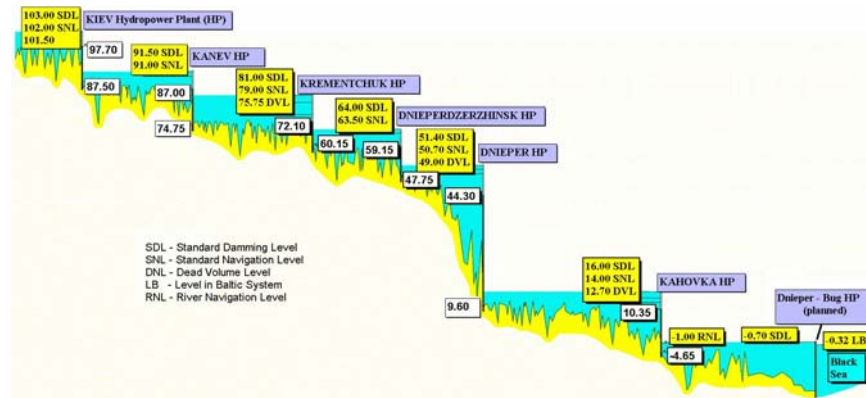 103.00 SDL
102.00 SNL
101.50
KIEV Hydropower Plant (HP)
97.70
91.50 SDL
91.00 SNL
KANEV HP
87.50
87.00
74.75
81.00 SDL
79.00 SNL
75.75 DVL
KREMENTCHUK HP
72.10
64.00 SDL
63.50 SNL
DNIEPERDZERZHINSK HP
60.15
59.15
51.40 SDL
50.70 SNL
49.00 DVL
DNIEPER HP
47.75
44.30
SDL - Standard Damming Level
SNL - Standard Navigation Level
DNL - Dead Volume Level
LB - Level in Baltic System
RNL - River Navigation Level
9.60
16.00 SDL
14.00 SNL
12.70 DVL
KAHOVKA HP
10.35
-4.65
-1.00 RNL
-0.70 SDL
Dnieper - Bug HP
(planned)
-0.32 LB
Black
Sea